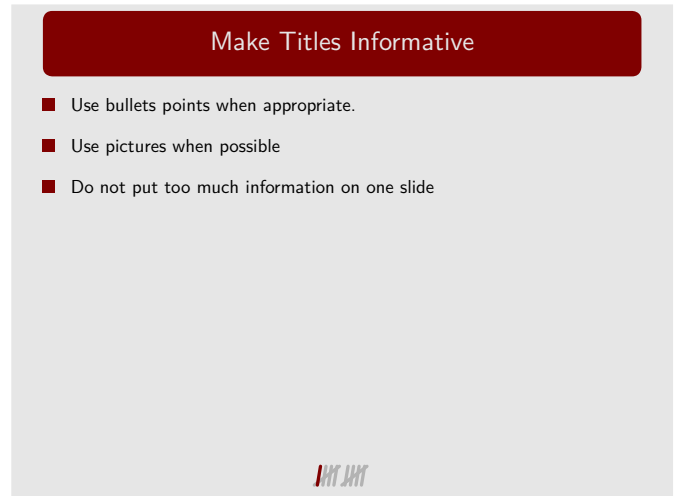 Make Titles Informative
Use bullets points when appropriate.
Use pictures when possible
Do not put too much information on one slide